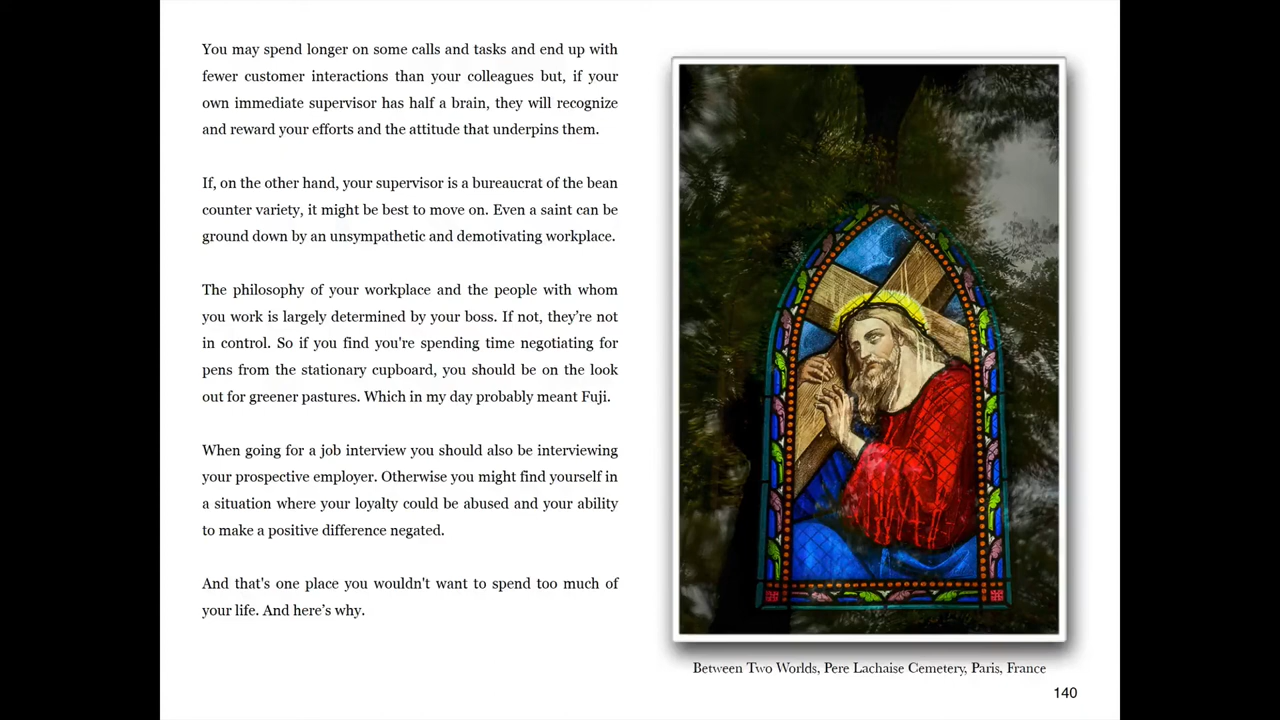 You may spend longer on some calls and tasks and end up with
fewer customer interactions than your colleagues but, if your
own immediate supervisor has half a brain, they will recognize
and reward your efforts and the attitude that underpins them.
If, on the other hand, your supervisor is a bureaucrat of the bean
counter variety, it might be best to move on. Even a saint can be
ground down by an unsympathetic and demotivating workplace.
The philosophy of your workplace and the people with whom
you work is largely determined by your boss. If not, they're not
in control. So if you find you're spending time negotiating for
pens from the stationary cupboard, you should be on the look
out for greener pastures. Which in my day probably meant Fuji.
When going for a job interview you should also be interviewing
your prospective employer. Otherwise you might find yourself in
a situation where your loyalty could be abused and your ability
to make a positive difference negated.
And that's one place you wouldn't want to spend too much of
your life. And here's why.
Between Two Worlds, Pere Lachaise Cemetery, Paris, France
140